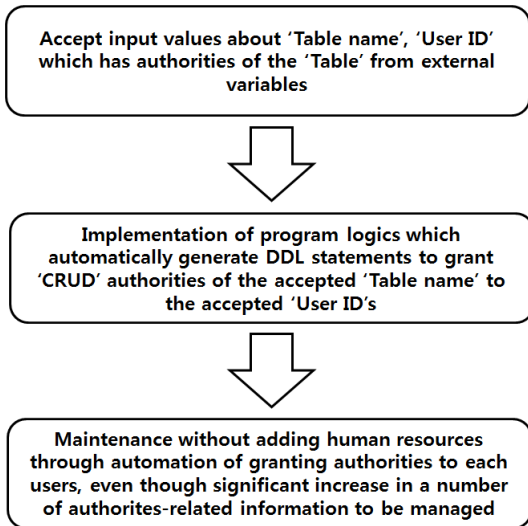 Accept input values about ‘Table name’, ‘User ID’
which has authorities of the ‘Table’ from external
variables
Implementation of program logics which
automatically generate DDL statements to grant
‘CRUD’ authorities of the accepted ‘Table name’ to
the accepted ‘User ID’s
Maintenance without adding human resources
through automation of granting authorities to each
users, even though significant increase in a number
of authorites-related information to be managed